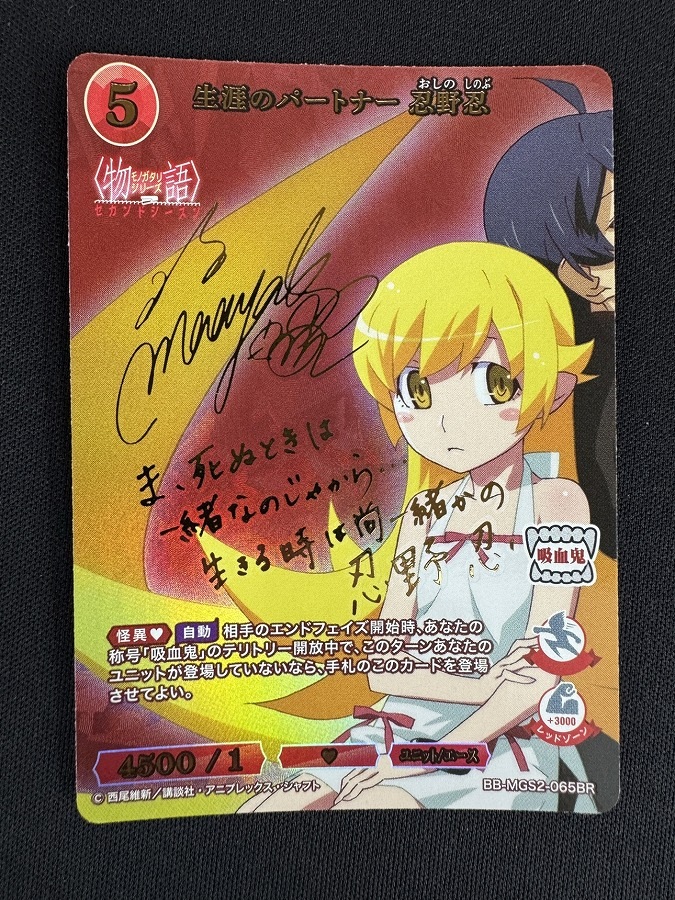 5
生涯のパートナー 忍野忍
おしの しのぶ
〈物語〉
モノガタリ
シリーズ
セカンドシーズン
ま、死ぬときは
一緒なのじゃから…
生きる時は尚一緒かの
忍野 忍
吸血鬼
怪異♥ 自動 相手のエンドフェイズ開始時、あなたの
称号「吸血鬼」のテリトリー開放中で、このターンあなたの
ユニットが登場していないなら、手札のこのカードを登場
させてよい。
+3000
レッドゾーン
4500 / 1
♥
ユニット/エース
© 西尾維新／講談社・アニプレックス・シャフト
BB-MGS2-065BR